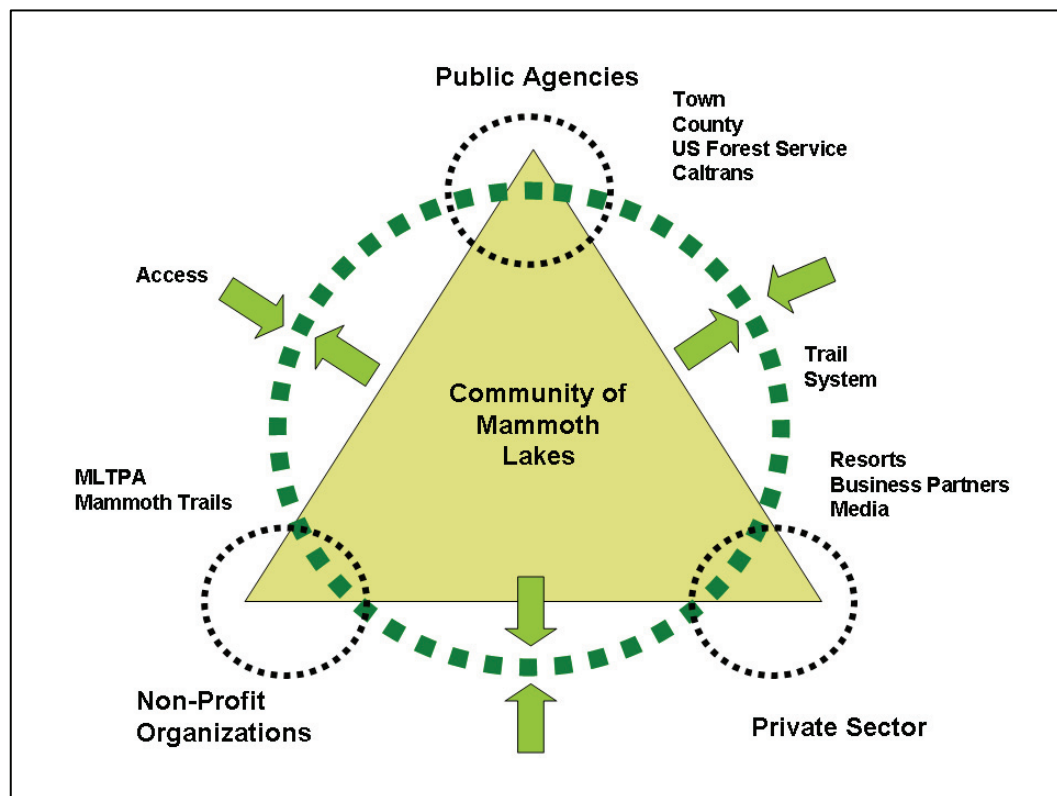 Public Agencies
Town
County
US Forest Service
Caltrans
Access
Trail
System
Community of
Mammoth
Lakes
MLTPA
Mammoth Trails
Resorts
Business Partners
Media
Non-Profit
Organizations
Private Sector